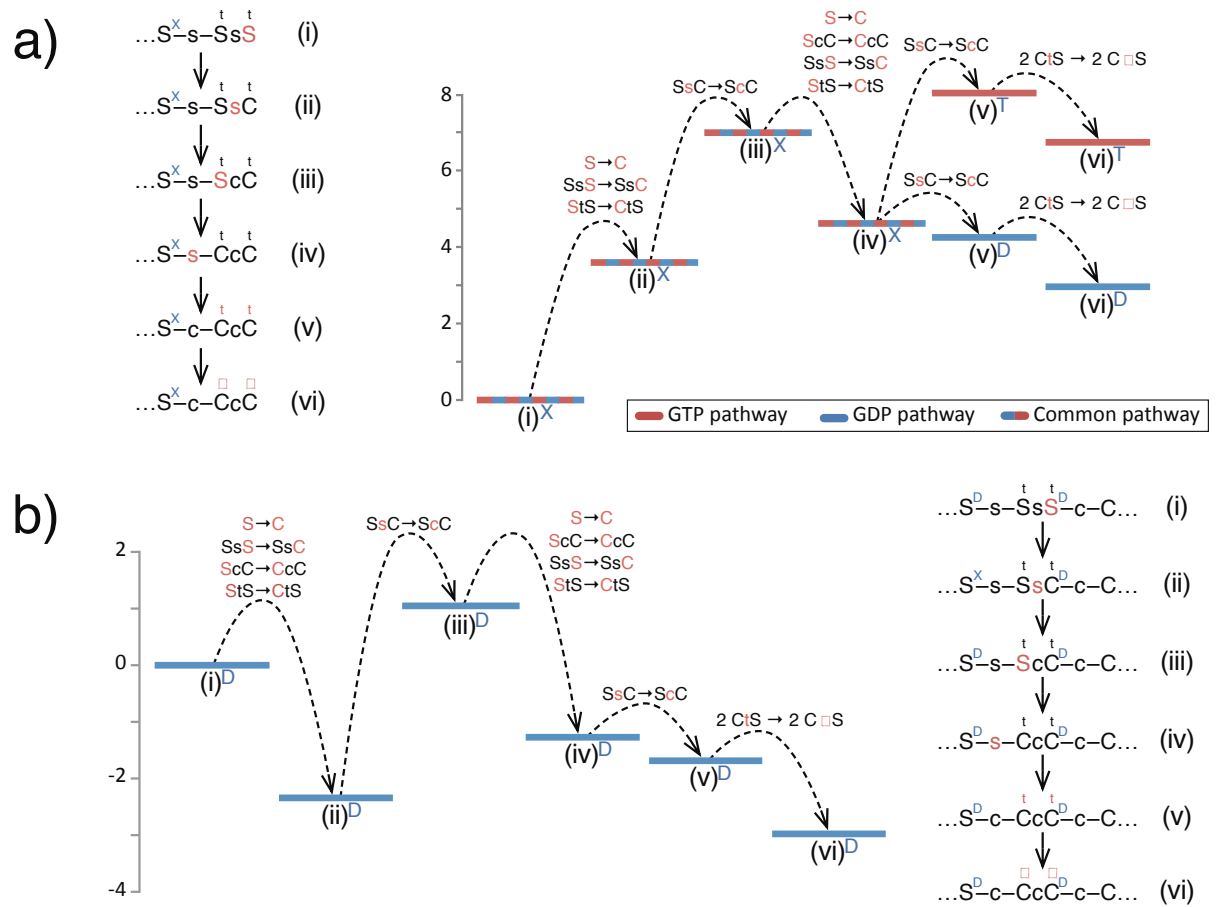 a)
X t t
…S–s–SsS (i)
X t t
…S–s–SsC (ii)
X t t
…S–s–ScC (iii)
X t t
…S–s–CcC (iv)
X t t
…S–c–CcC (v)
X □ □
…S–c–CcC (vi)
8
6
4
2
0
(i)X
S→C
SsS→SsC
StS→CtS
(ii)X
SsC→ScC
(iii)X
S→C
ScC→CcC
SsS→SsC
StS→CtS
(iv)X
SsC→ScC
(v)T
2 CtS → 2 C□S
(vi)T
SsC→ScC
(v)D
2 CtS → 2 C□S
(vi)D
GTP pathway
GDP pathway
Common pathway
b)
2
0
-2
-4
(i)D
S→C
SsS→SsC
ScC→CcC
StS→CtS
(ii)D
SsC→ScC
(iii)D
S→C
ScC→CcC
SsS→SsC
StS→CtS
(iv)D
SsC→ScC
(v)D
2 CtS → 2 C□S
(vi)D
D t t D
…S–s–SsS–c–C… (i)
X t t D
…S–s–SsC–c–C… (ii)
D t t D
…S–s–ScC–c–C… (iii)
D t t D
…S–s–CcC–c–C… (iv)
D t t D
…S–c–CcC–c–C… (v)
D □ □ D
…S–c–CcC–c–C… (vi)